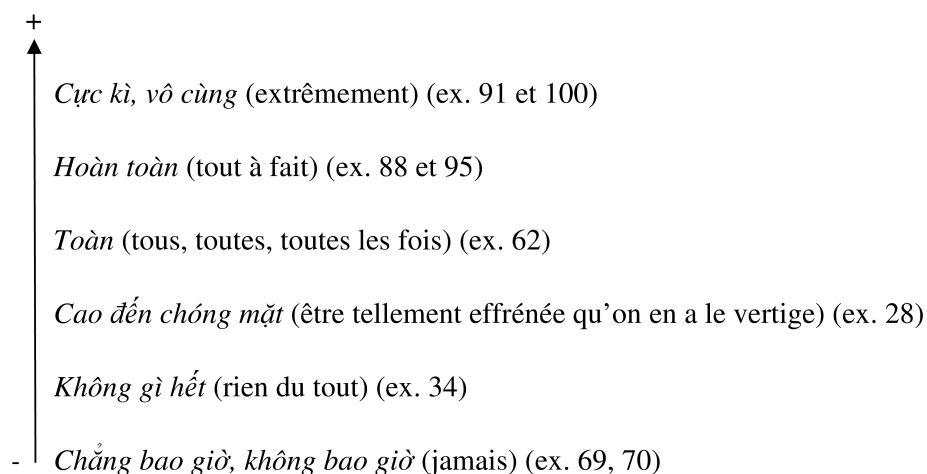 +
Cực kì, vô cùng (extrêmement) (ex. 91 et 100)
Hoàn toàn (tout à fait) (ex. 88 et 95)
Toàn (tous, toutes, toutes les fois) (ex. 62)
Cao đến chóng mặt (être tellement effrénée qu’on en a le vertige) (ex. 28)
Không gì hết (rien du tout) (ex. 34)
- Chẳng bao giờ, không bao giờ (jamais) (ex. 69, 70)